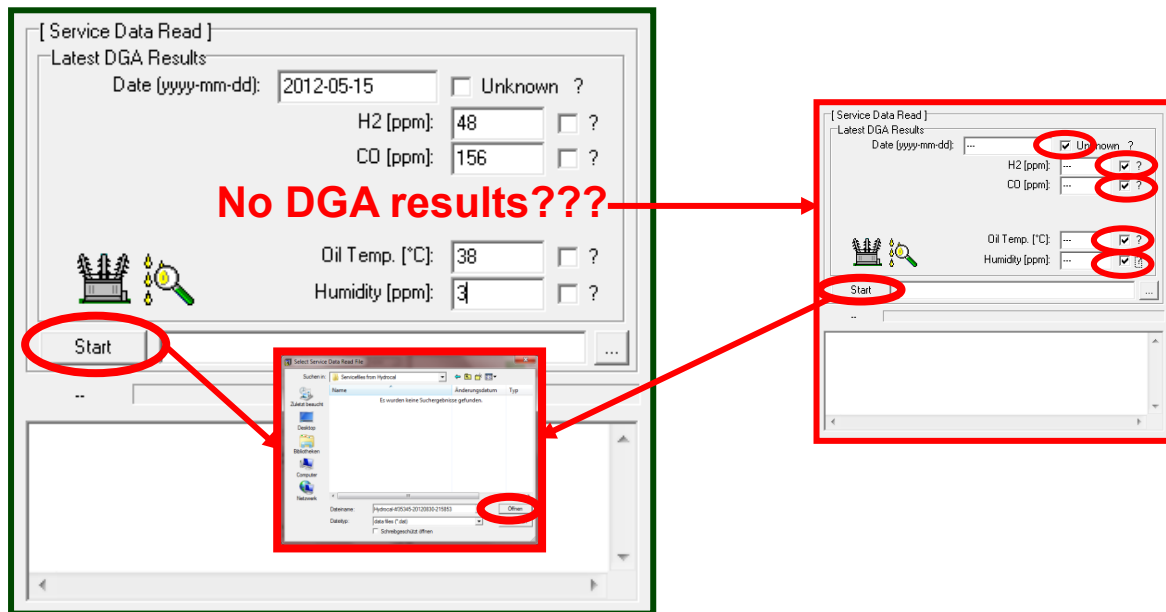 [ Service Data Read ]
Latest DGA Results
Date (yyyy-mm-dd): 2012-05-15 Unknown ?
H2 [ppm]: 48 ?
CO [ppm]: 156 ?
No DGA results???
Oil Temp. [°C]: 38 ?
Humidity [ppm]: 3 ?
Start ...
--
Select Service Data Read File
Suchen in: Servicefiles from Hydrocal
Name Änderungsdatum Typ
Es wurden keine Suchergebnisse gefunden.
Zuletzt besucht
Desktop
Bibliotheken
Computer
Netzwerk
Dateiname: Öffnen
Dateityp: data files (*.dat)
Schreibgeschützt öffnen
[ Service Data Read ]
Latest DGA Results
Date (yyyy-mm-dd): --- Unknown ?
H2 [ppm]: --- ?
CO [ppm]: --- ?
Oil Temp. [°C]: --- ?
Humidity [ppm]: --- ?
Start ...
--